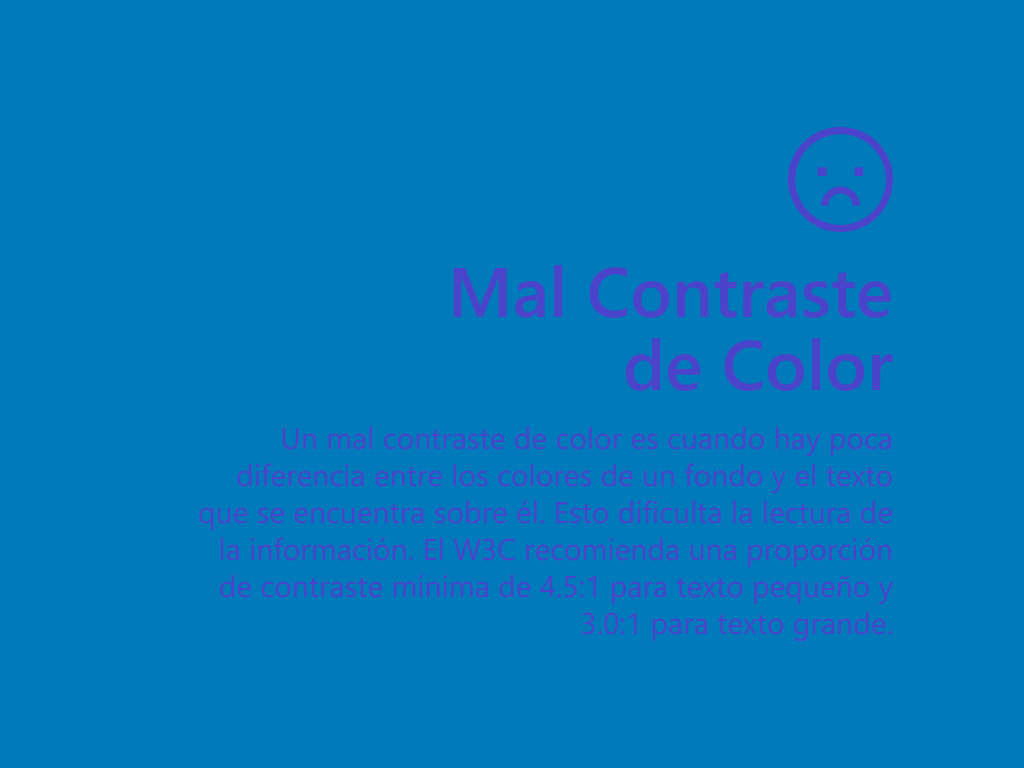 Mal Contraste
de Color
Un mal contraste de color es cuando hay poca
diferencia entre los colores de un fondo y el texto
que se encuentra sobre él. Esto dificulta la lectura de
la información. El W3C recomienda una proporción
de contraste mínima de 4.5:1 para texto pequeño y
3.0:1 para texto grande.